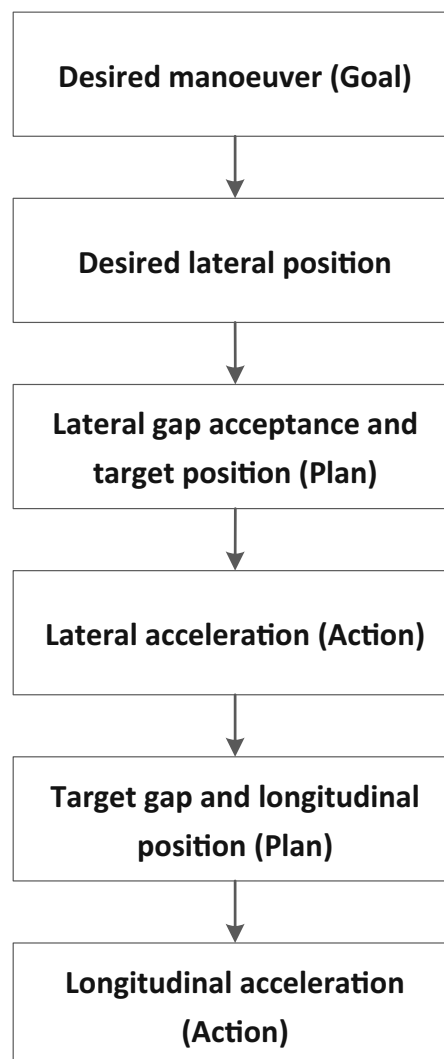 Desired manoeuver (Goal)
Desired lateral position
Lateral gap acceptance and
target position (Plan)
Lateral acceleration (Action)
Target gap and longitudinal
position (Plan)
Longitudinal acceleration
(Action)